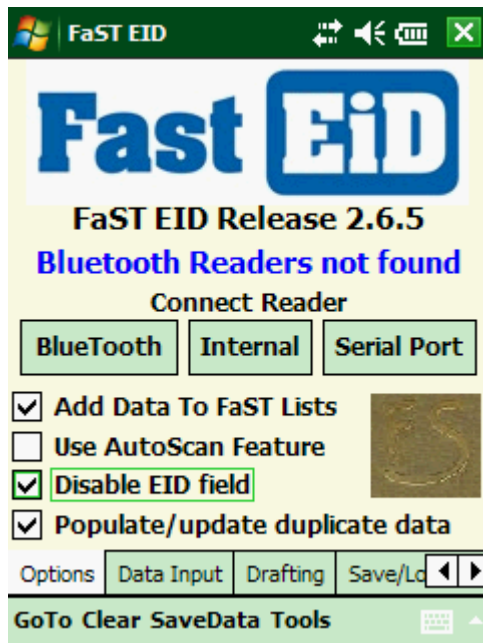 FaST EID
Fast EiD
FaST EID Release 2.6.5
Bluetooth Readers not found
Connect Reader
BlueTooth Internal Serial Port
Add Data To FaST Lists
Use AutoScan Feature
Disable EID field
Populate/update duplicate data
Options Data Input Drafting Save/Lo
GoTo Clear SaveData Tools